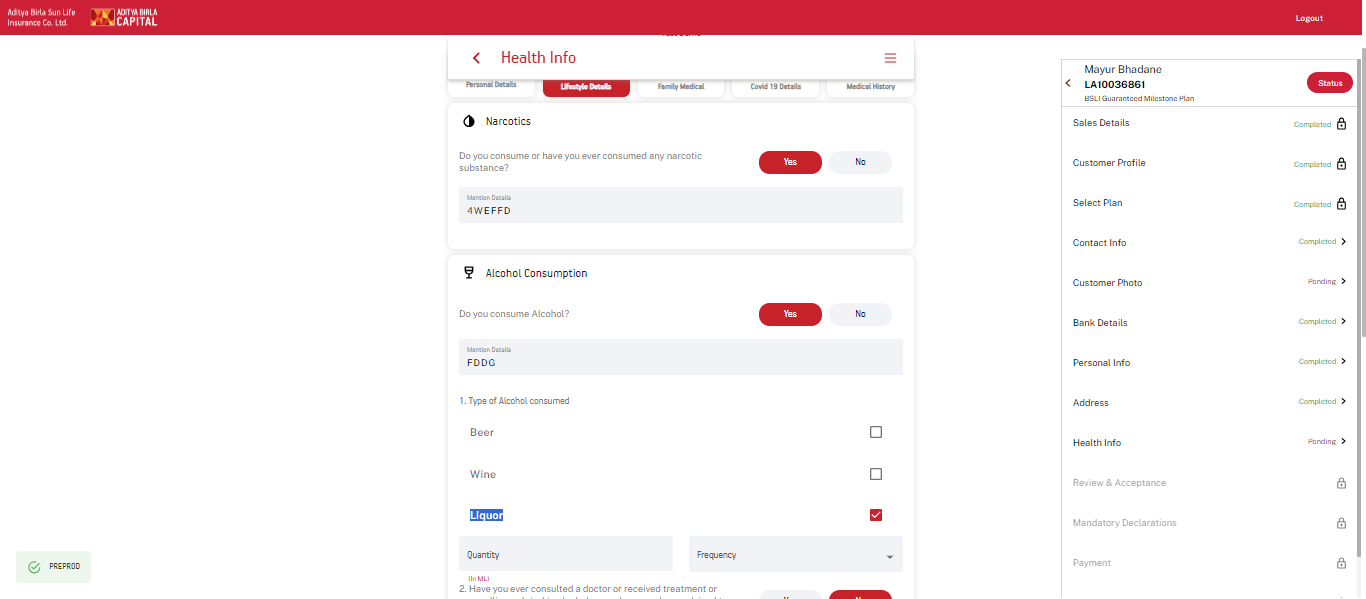 Aditya Birla Sun Life
Insurance Co. Ltd.
ADITYA BIRLA
CAPITAL
Logout
Health Info
Personal Details
Lifestyle Details
Family Medical
Covid 19 Details
Medical History
Narcotics
Do you consume or have you ever consumed any narcotic
substance?
Yes
No
Mention Details
4WEFFD
Alcohol Consumption
Do you consume Alcohol?
Yes
No
Mention Details
FDDG
1. Type of Alcohol consumed
Beer
Wine
Liquor
Quantity
Frequency
(In ML)
2. Have you ever consulted a doctor or received treatment or
PREPROD
Mayur Bhadane
LA10036861
BSLI Guaranteed Milestone Plan
Status
Sales Details Completed
Customer Profile Completed
Select Plan Completed
Contact Info Completed
Customer Photo Pending
Bank Details Completed
Personal Info Completed
Address Completed
Health Info Pending
Review & Acceptance
Mandatory Declarations
Payment